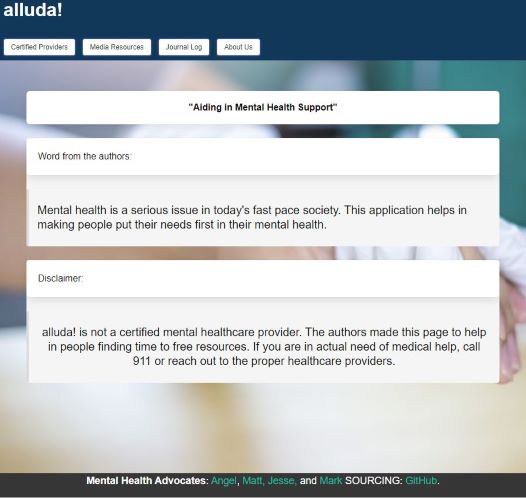 alluda!
Certified Providers Media Resources Journal Log About Us
"Aiding in Mental Health Support"
Word from the authors:
Mental health is a serious issue in today's fast pace society. This application helps in
making people put their needs first in their mental health.
Disclaimer:
alluda! is not a certified mental healthcare provider. The authors made this page to help
in people finding time to free resources. If you are in actual need of medical help, call
911 or reach out to the proper healthcare providers.
Mental Health Advocates: Angel, Matt, Jesse, and Mark SOURCING: GitHub.